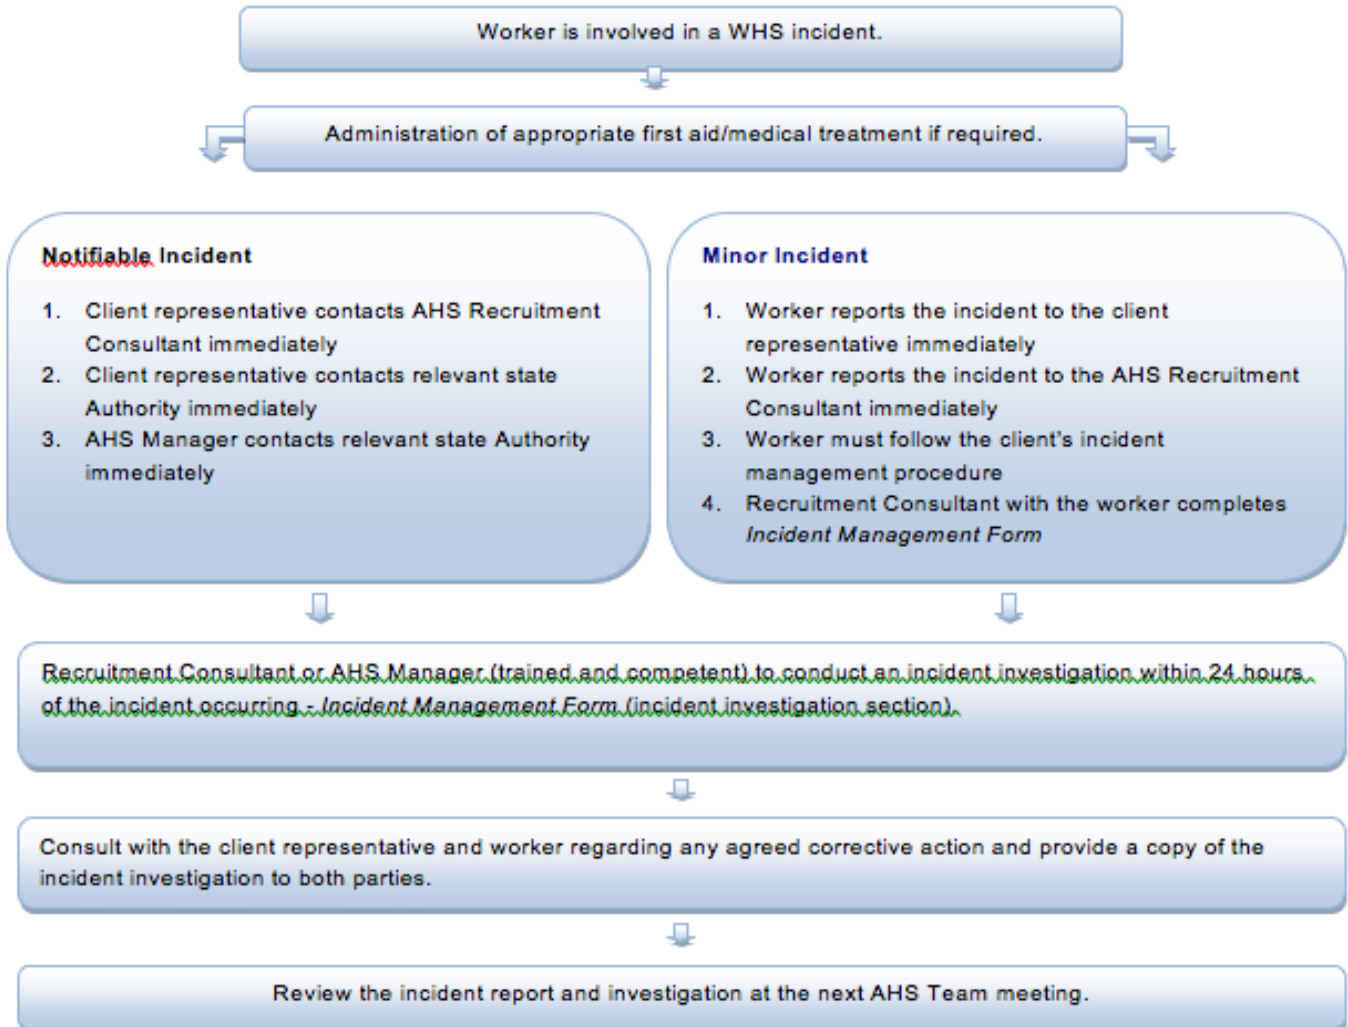 Worker is involved in a WHS incident.
Administration of appropriate first aid/medical treatment if required.
Notifiable Incident
1. Client representative contacts AHS Recruitment
Consultant immediately
2. Client representative contacts relevant state
Authority immediately
3. AHS Manager contacts relevant state Authority
immediately
Minor Incident
1. Worker reports the incident to the client
representative immediately
2. Worker reports the incident to the AHS Recruitment
Consultant immediately
3. Worker must follow the client's incident
management procedure
4. Recruitment Consultant with the worker completes
Incident Management Form
Recruitment Consultant or AHS Manager (trained and competent) to conduct an incident investigation within 24 hours
of the incident occurring - Incident Management Form (incident investigation section).
Consult with the client representative and worker regarding any agreed corrective action and provide a copy of the
incident investigation to both parties.
Review the incident report and investigation at the next AHS Team meeting.